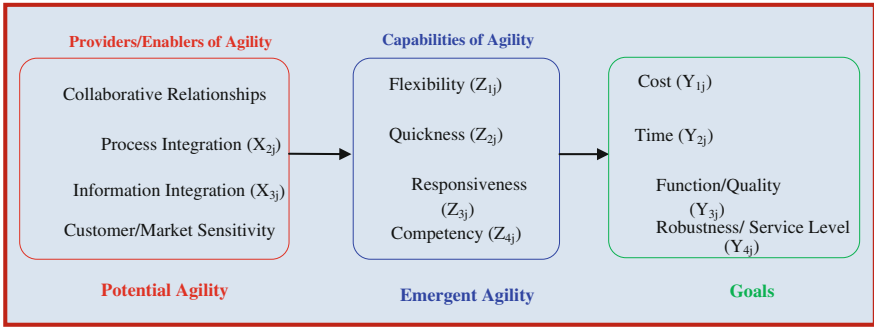 Providers/Enablers of Agility
Collaborative Relationships
Process Integration (X2j)
Information Integration (X3j)
Customer/Market Sensitivity
Potential Agility
Capabilities of Agility
Flexibility (Z1j)
Quickness (Z2j)
Responsiveness
(Z3j)
Competency (Z4j)
Emergent Agility
Cost (Y1j)
Time (Y2j)
Function/Quality
(Y3j)
Robustness/ Service Level
(Y4j)
Goals